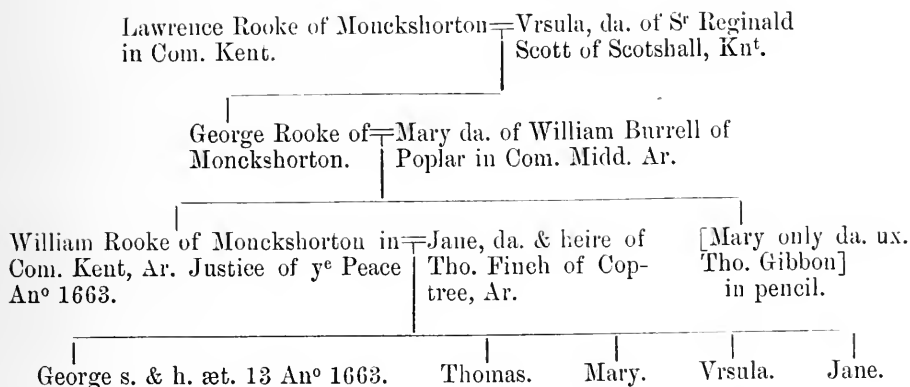 Lawrence Rooke of Monckshorton
in Com. Kent.
Vrsula, da. of Sʳ Reginald
Scott of Scotshall, Knᵗ.
George Rooke of
Monckshorton.
Mary da. of William Burrell of
Poplar in Com. Midd. Ar.
William Rooke of Monckshorton in
Com. Kent, Ar. Justice of yᵉ Peace
Anᵒ 1663.
Jane, da. & heire of
Tho. Finch of Cop-
tree, Ar.
[Mary only da. ux.
Tho. Gibbon]
in pencil.
George s. & h. æt. 13 Anᵒ 1663.
Thomas.
Mary.
Vrsula.
Jane.